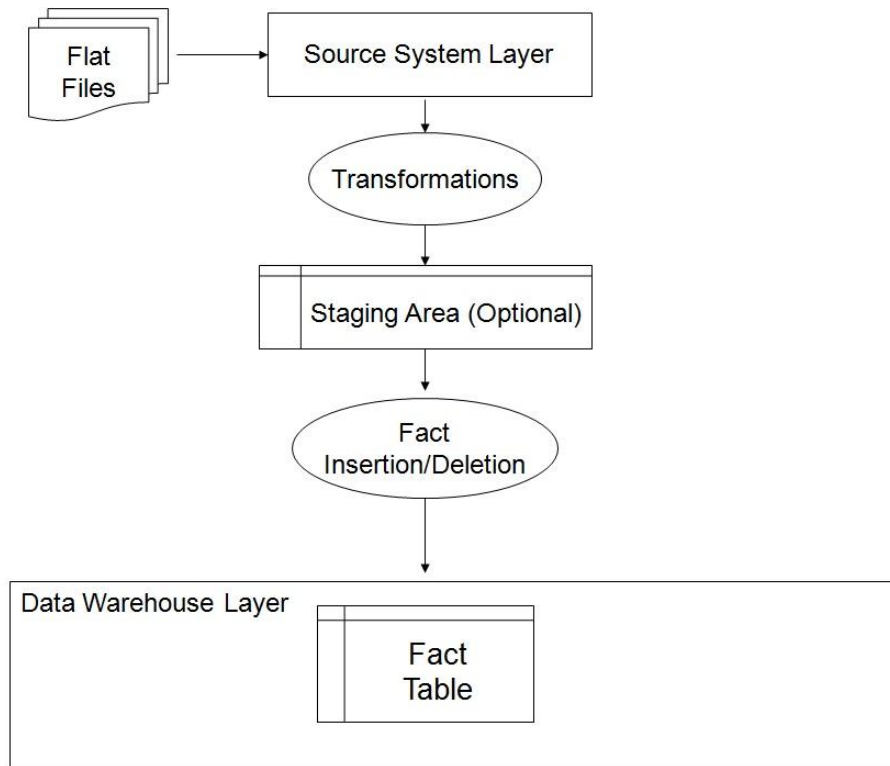 Flat
Files
Source System Layer
Transformations
Staging Area (Optional)
Fact
Insertion/Deletion
Data Warehouse Layer
Fact
Table